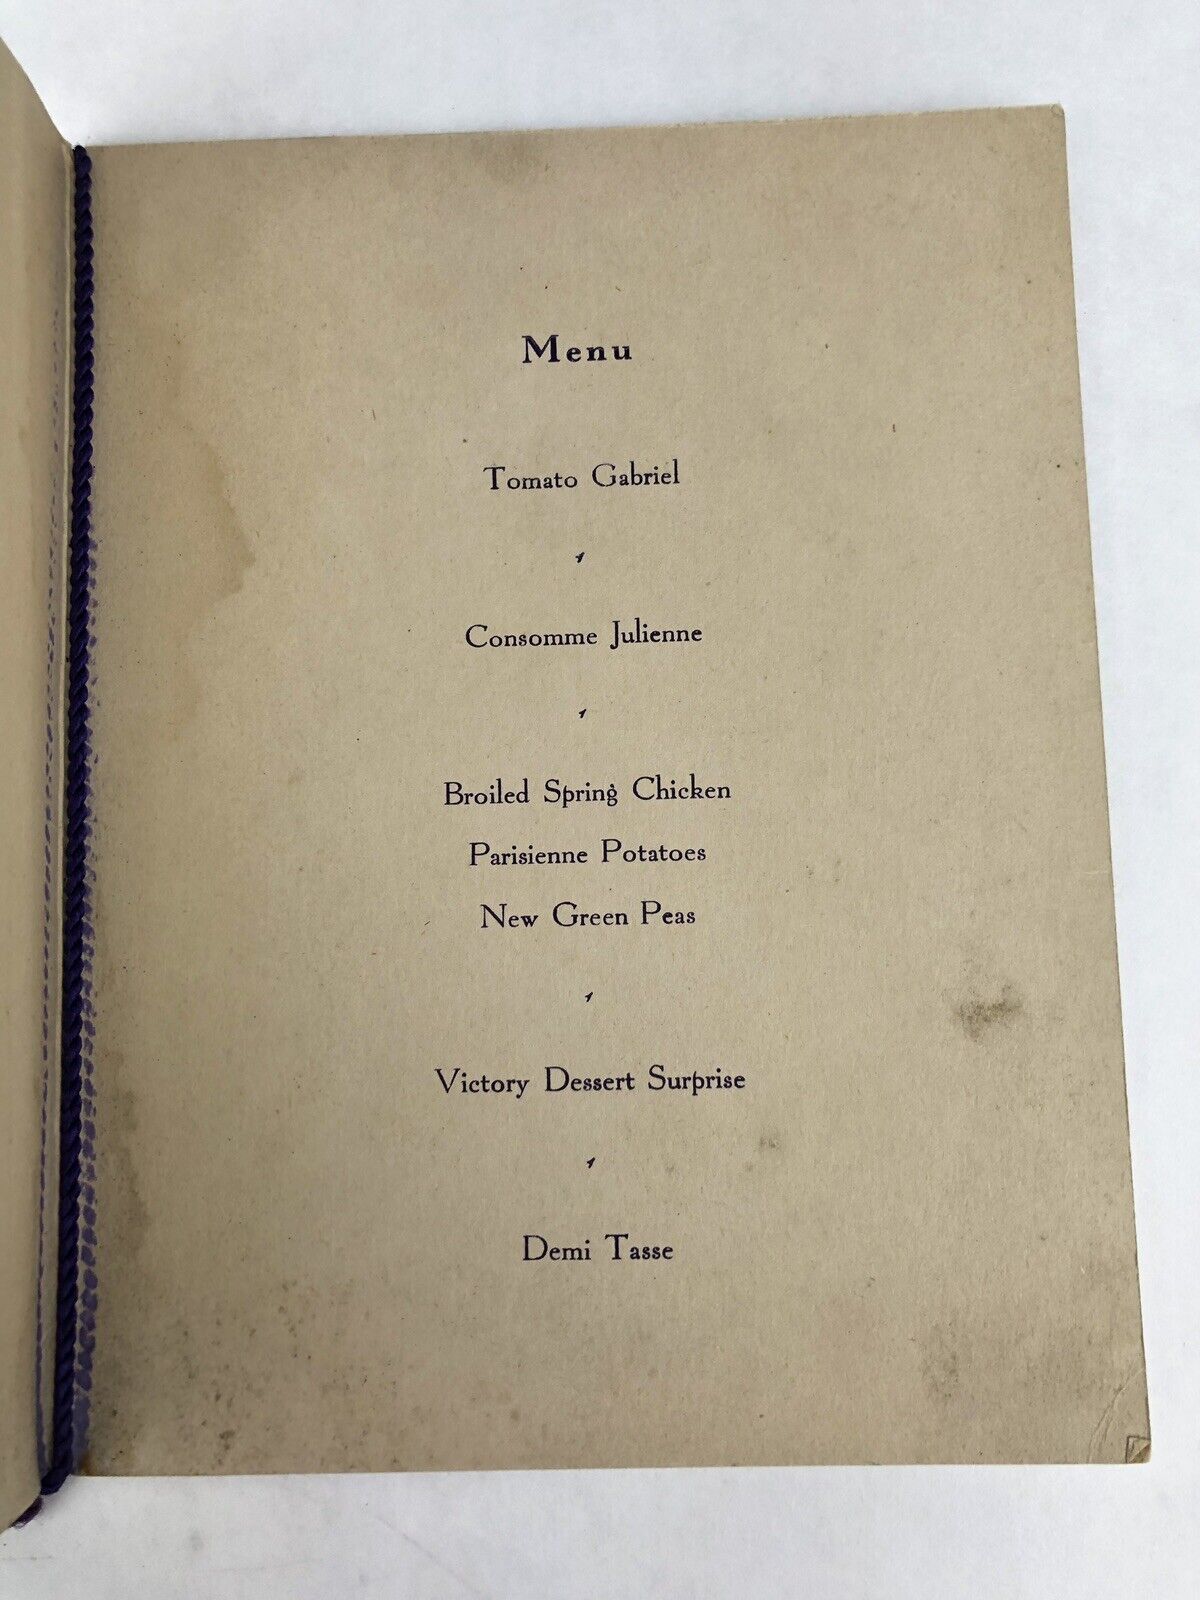 Menu
Tomato Gabriel
Consomme Julienne
Broiled Spring Chicken
Parisienne Potatoes
New Green Peas
Victory Dessert Surprise
Demi Tasse